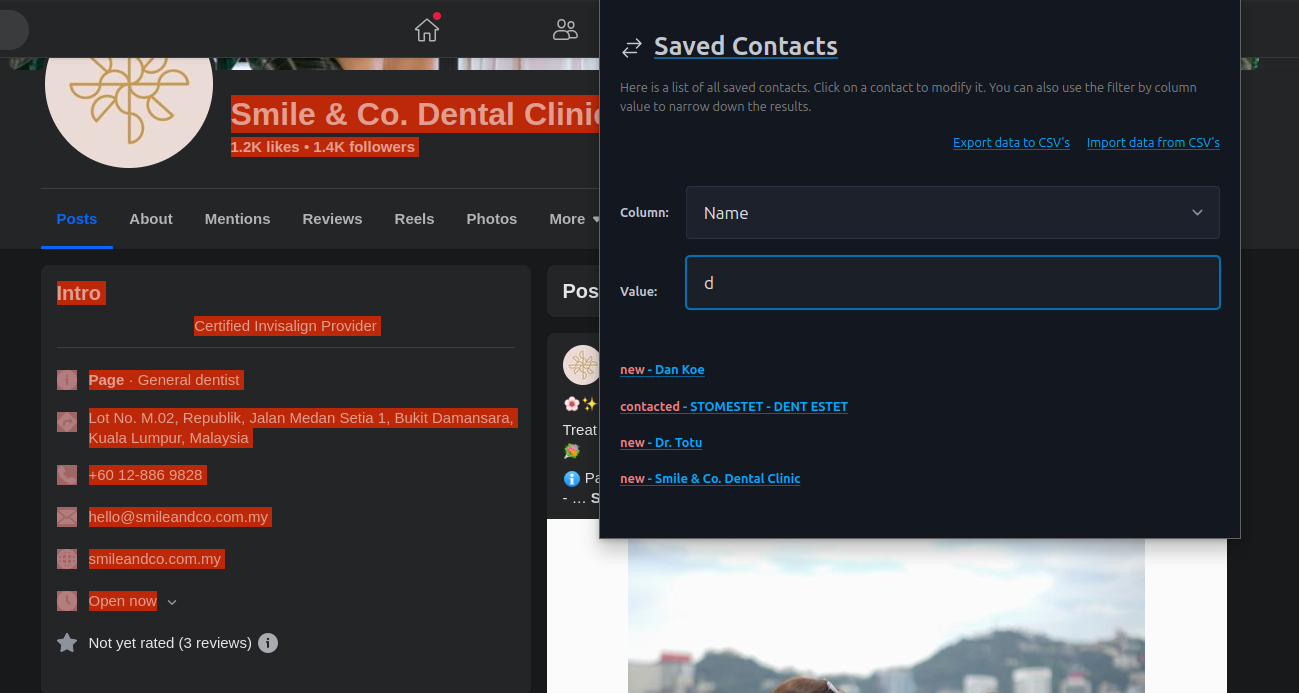 Smile & Co. Dental Clinic
1.2K likes • 1.4K followers
Posts About Mentions Reviews Reels Photos More
Intro
Certified Invisalign Provider
Page · General dentist
Lot No. M.02, Republik, Jalan Medan Setia 1, Bukit Damansara,
Kuala Lumpur, Malaysia
+60 12-886 9828
hello@smileandco.com.my
smileandco.com.my
Open now
Not yet rated (3 reviews)
Pos
Treat
Pa
- … S
Saved Contacts
Here is a list of all saved contacts. Click on a contact to modify it. You can also use the filter by column
value to narrow down the results.
Export data to CSV's Import data from CSV's
Column: Name
Value: d
new - Dan Koe
contacted - STOMESTET - DENT ESTET
new - Dr. Totu
new - Smile & Co. Dental Clinic